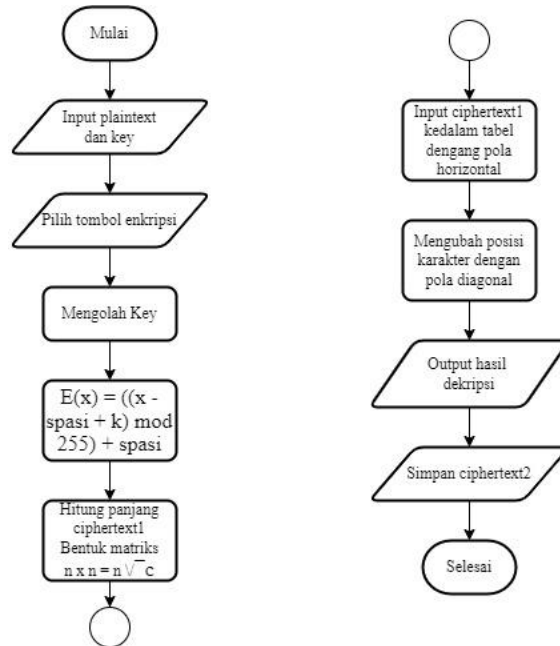 Mulai
Input plaintext
dan key
Pilih tombol enkripsi
Mengolah Key
E(x) = ((x -
spasi + k) mod
255) + spasi
Hitung panjang
ciphertext1
Bentuk matriks
n x n = n √ c
Input ciphertext1
kedalam tabel
dengang pola
horizontal
Mengubah posisi
karakter dengan
pola diagonal
Output hasil
dekripsi
Simpan ciphertext2
Selesai